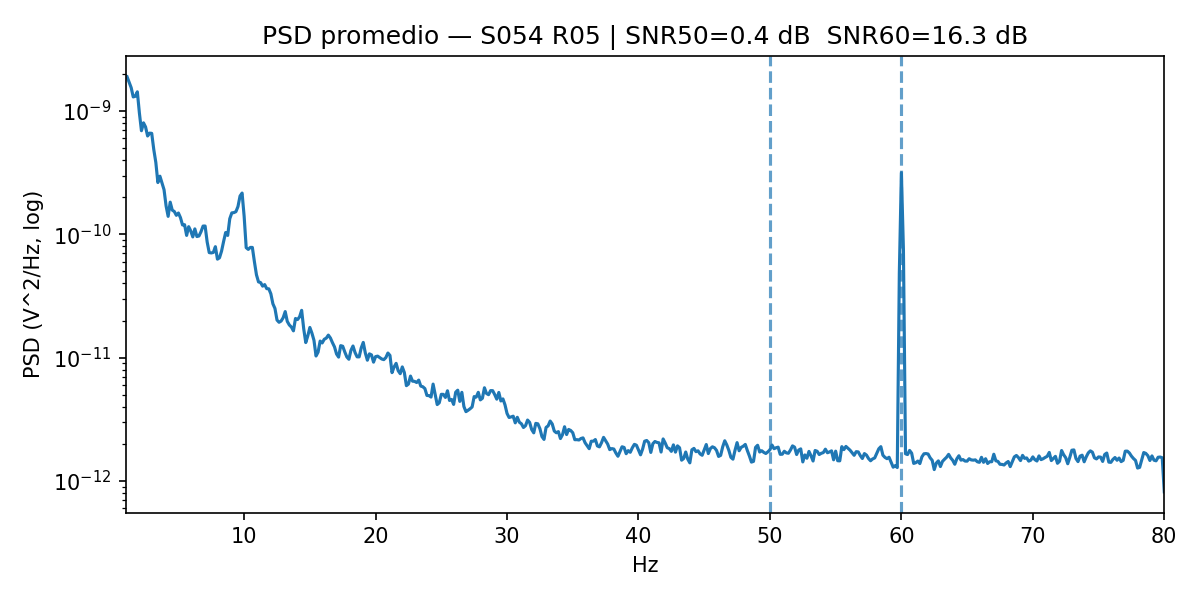 PSD promedio — S054 R05 | SNR50=0.4 dB  SNR60=16.3 dB
PSD (V^2/Hz, log)
10⁻⁹
10⁻¹⁰
10⁻¹¹
10⁻¹²
10 20 30 40 50 60 70 80
Hz